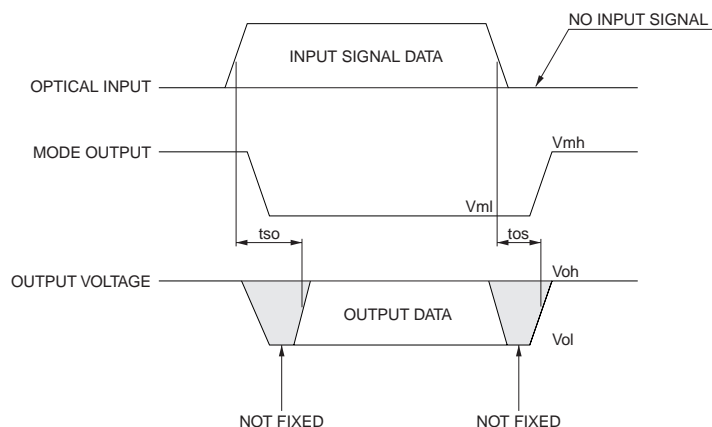 NO INPUT SIGNAL
INPUT SIGNAL DATA
OPTICAL INPUT
MODE OUTPUT
Vmh
Vml
tso
tos
OUTPUT VOLTAGE
Voh
OUTPUT DATA
Vol
NOT FIXED
NOT FIXED